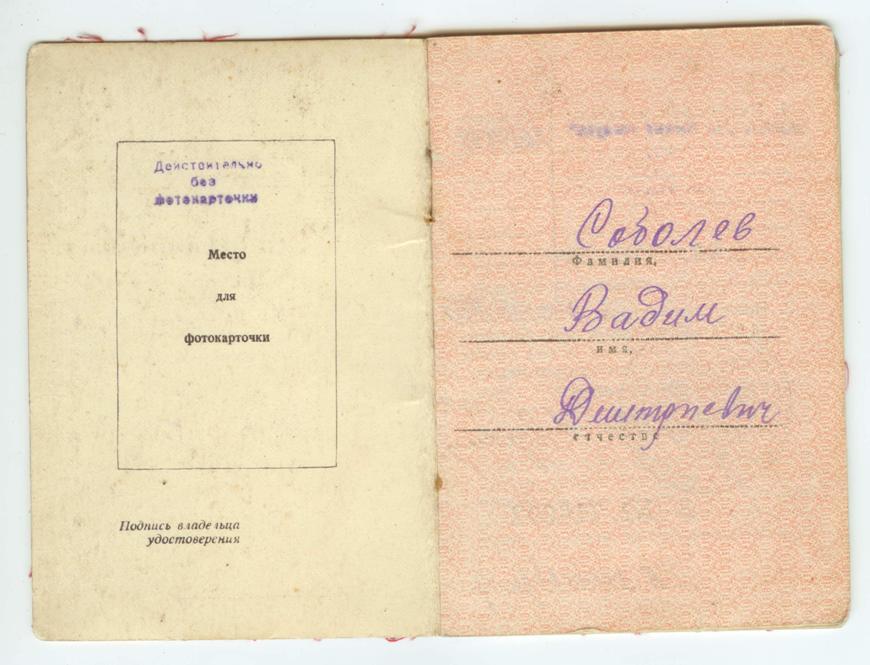 Действительно
без
фотокарточки
Место
для
фотокарточки
Подпись владельца
удостоверения
Соболев
Фамилия,
Вадим
имя,
Дмитриевич
отчество